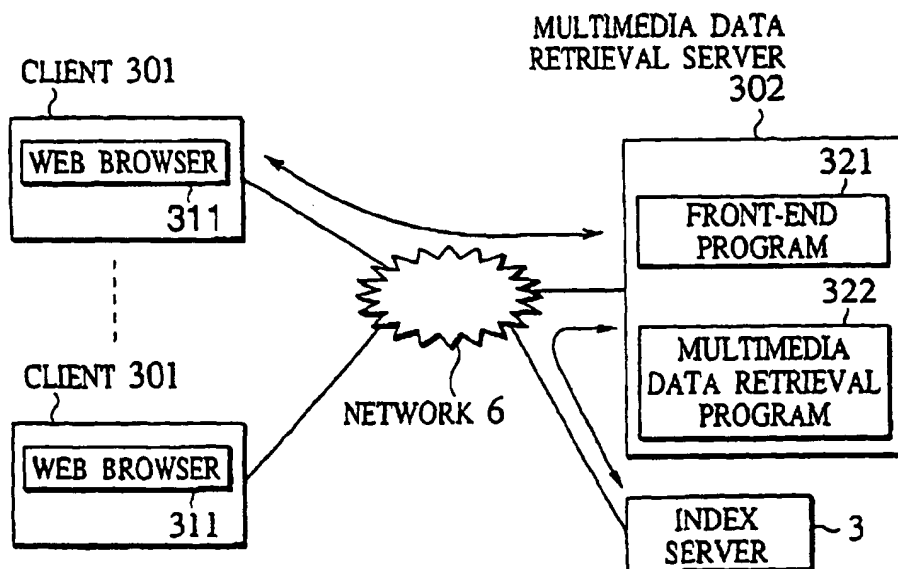 MULTIMEDIA DATA
RETRIEVAL SERVER
302
CLIENT 301
WEB BROWSER
311
321
FRONT-END
PROGRAM
322
MULTIMEDIA
DATA RETRIEVAL
PROGRAM
NETWORK 6
CLIENT 301
WEB BROWSER
311
INDEX
SERVER
3